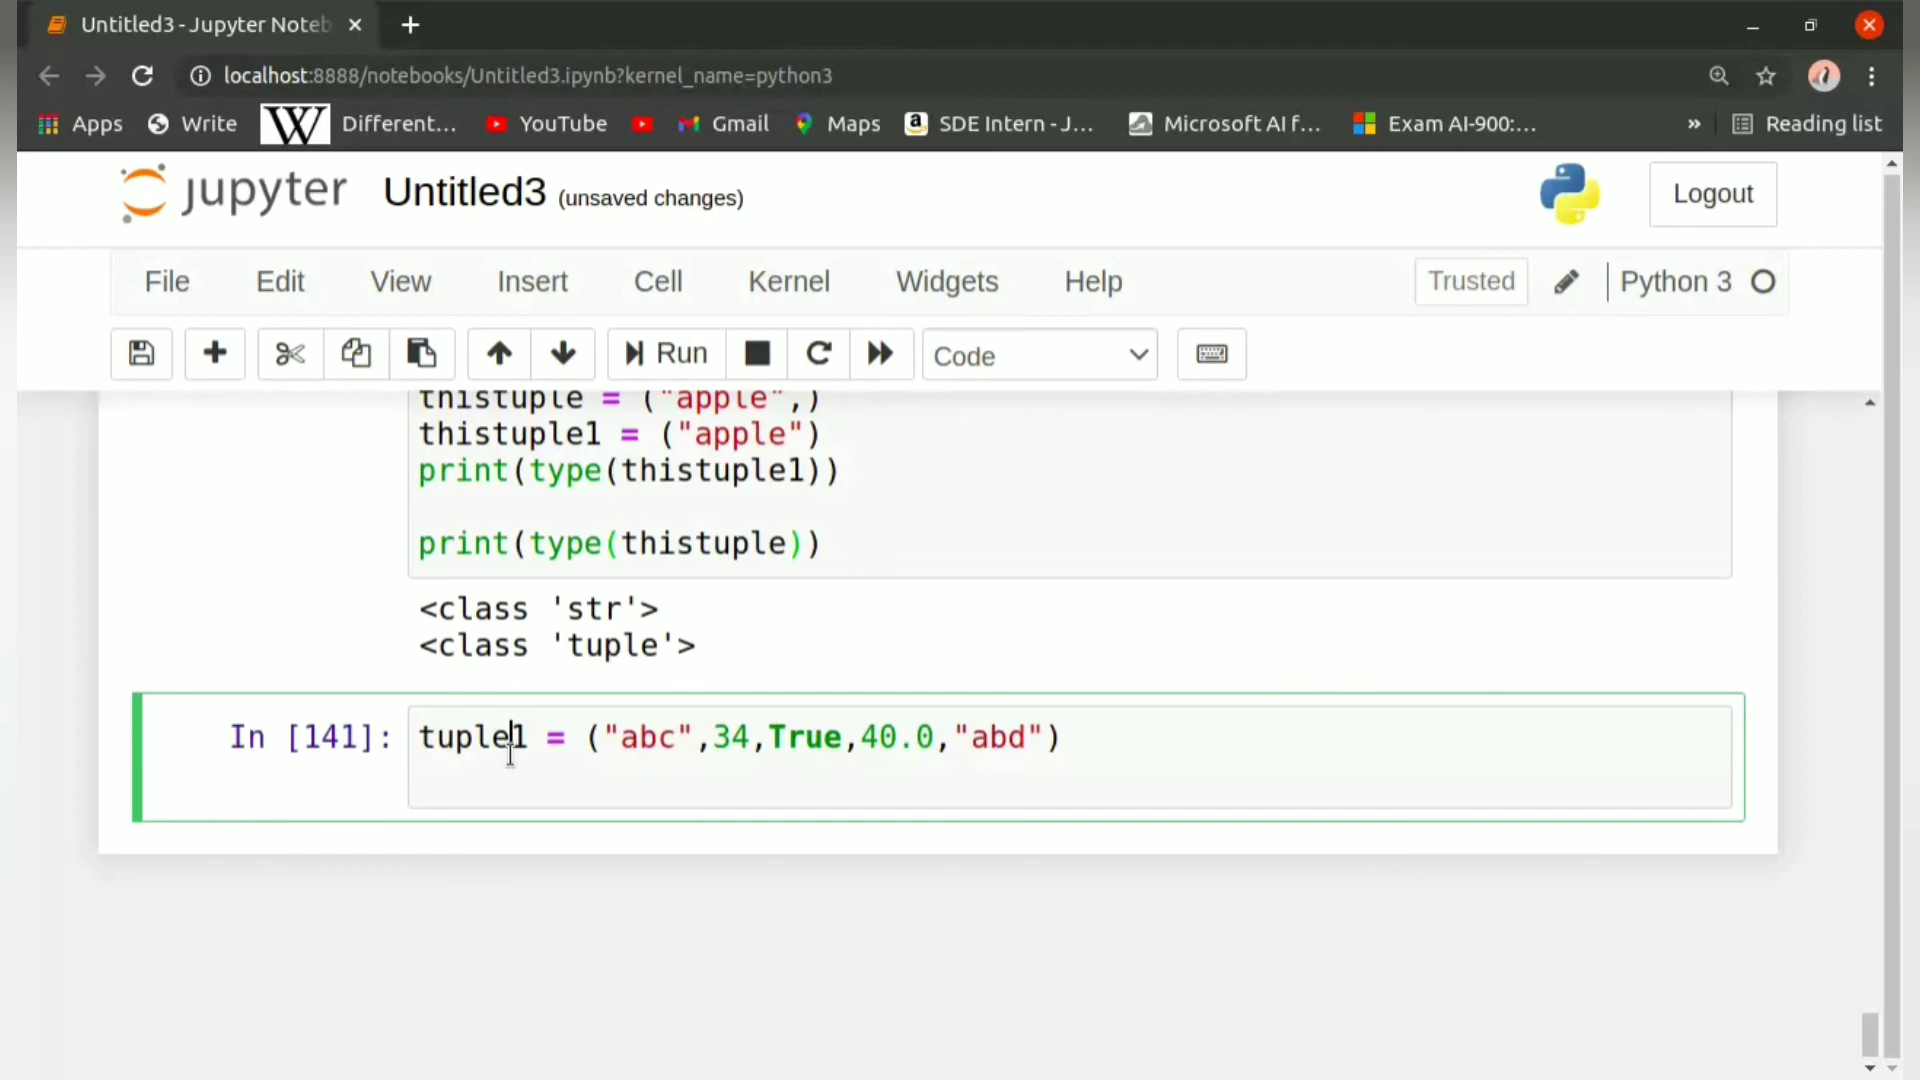 Untitled3 - Jupyter Noteb
localhost:8888/notebooks/Untitled3.ipynb?kernel_name=python3
Apps Write W Different... YouTube Gmail Maps a SDE Intern - J... Microsoft AI f... Exam AI-900:... » Reading list
jupyter Untitled3 (unsaved changes) Logout
File Edit View Insert Cell Kernel Widgets Help Trusted Python 3
Run Code
thistuple = ("apple",)
thistuple1 = ("apple")
print(type(thistuple1))
print(type(thistuple))
<class 'str'>
<class 'tuple'>
In [141]: tuple1 = ("abc",34,True,40.0,"abd")